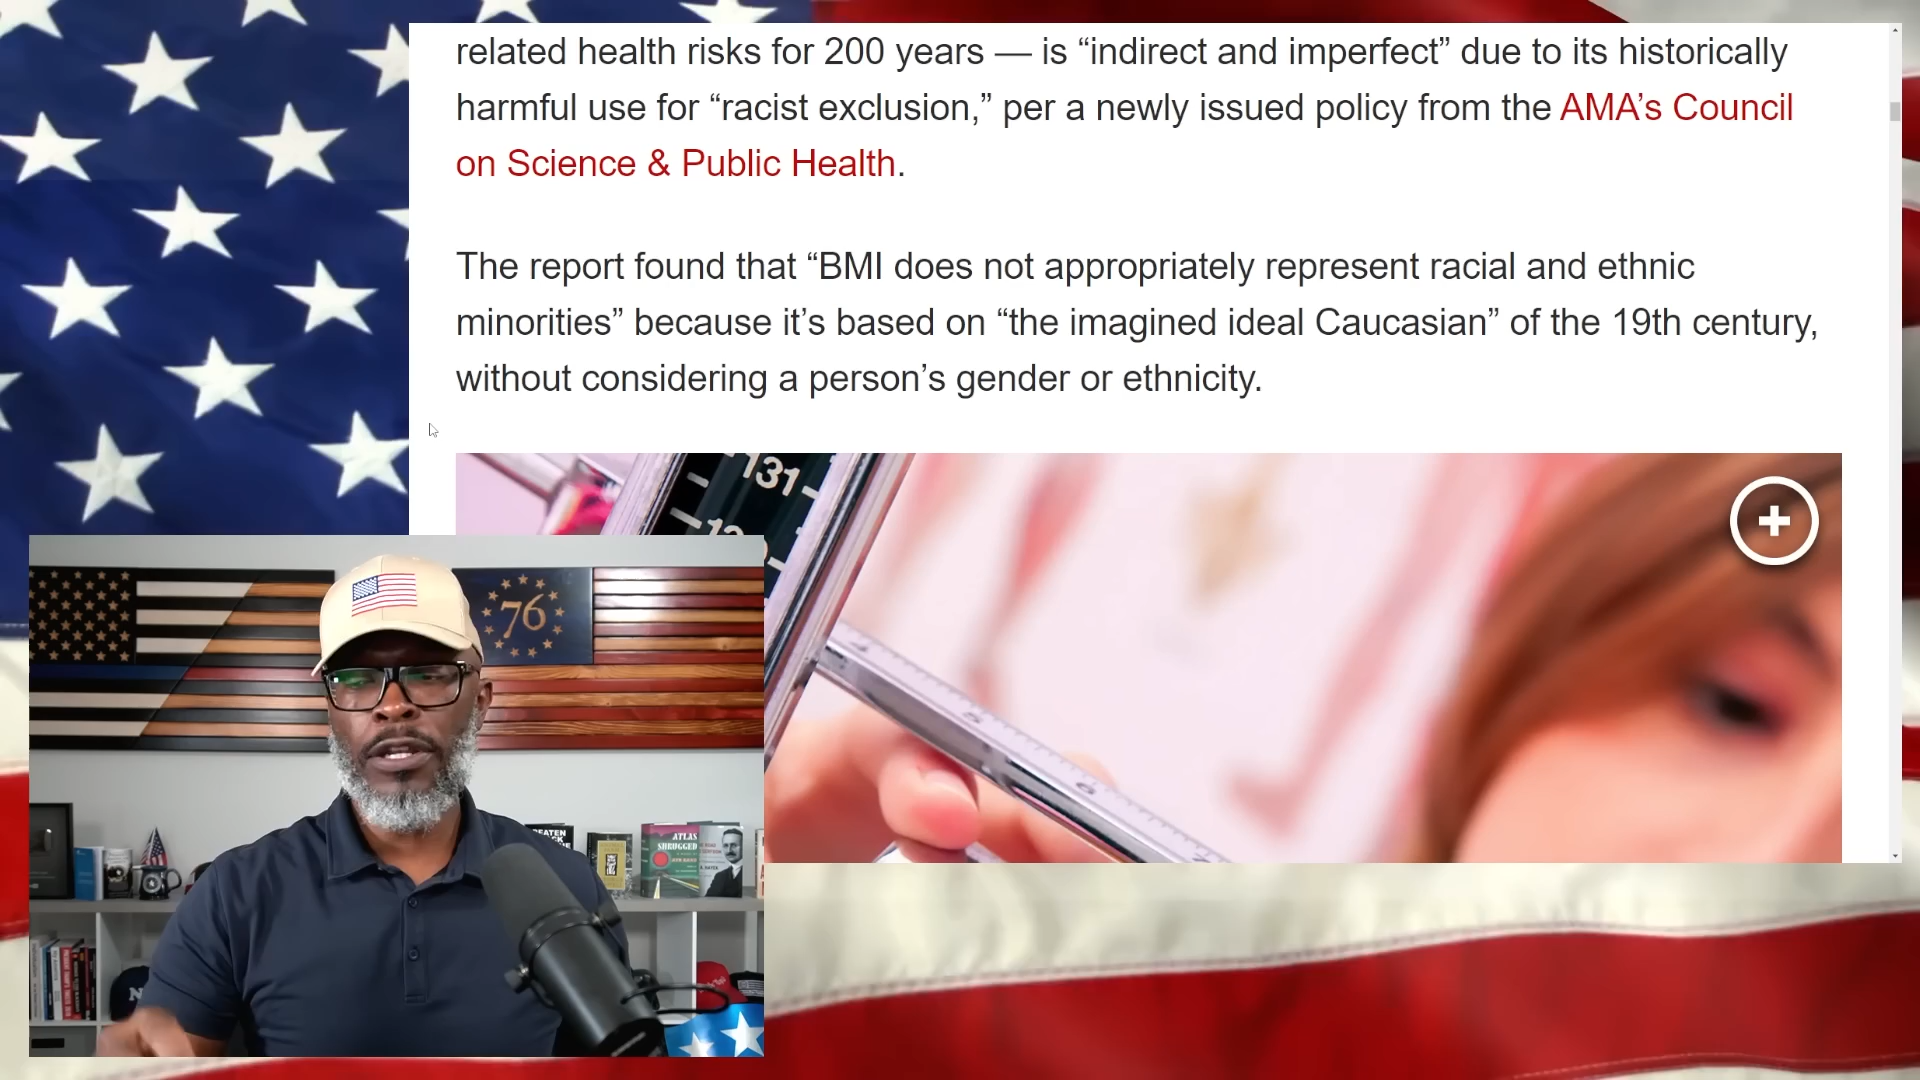 related health risks for 200 years — is “indirect and imperfect” due to its historically
harmful use for “racist exclusion,” per a newly issued policy from the AMA’s Council
on Science & Public Health.
The report found that “BMI does not appropriately represent racial and ethnic
minorities” because it’s based on “the imagined ideal Caucasian” of the 19th century,
without considering a person’s gender or ethnicity.
131
76
ATLAS
SHRUGGED
4
5
6